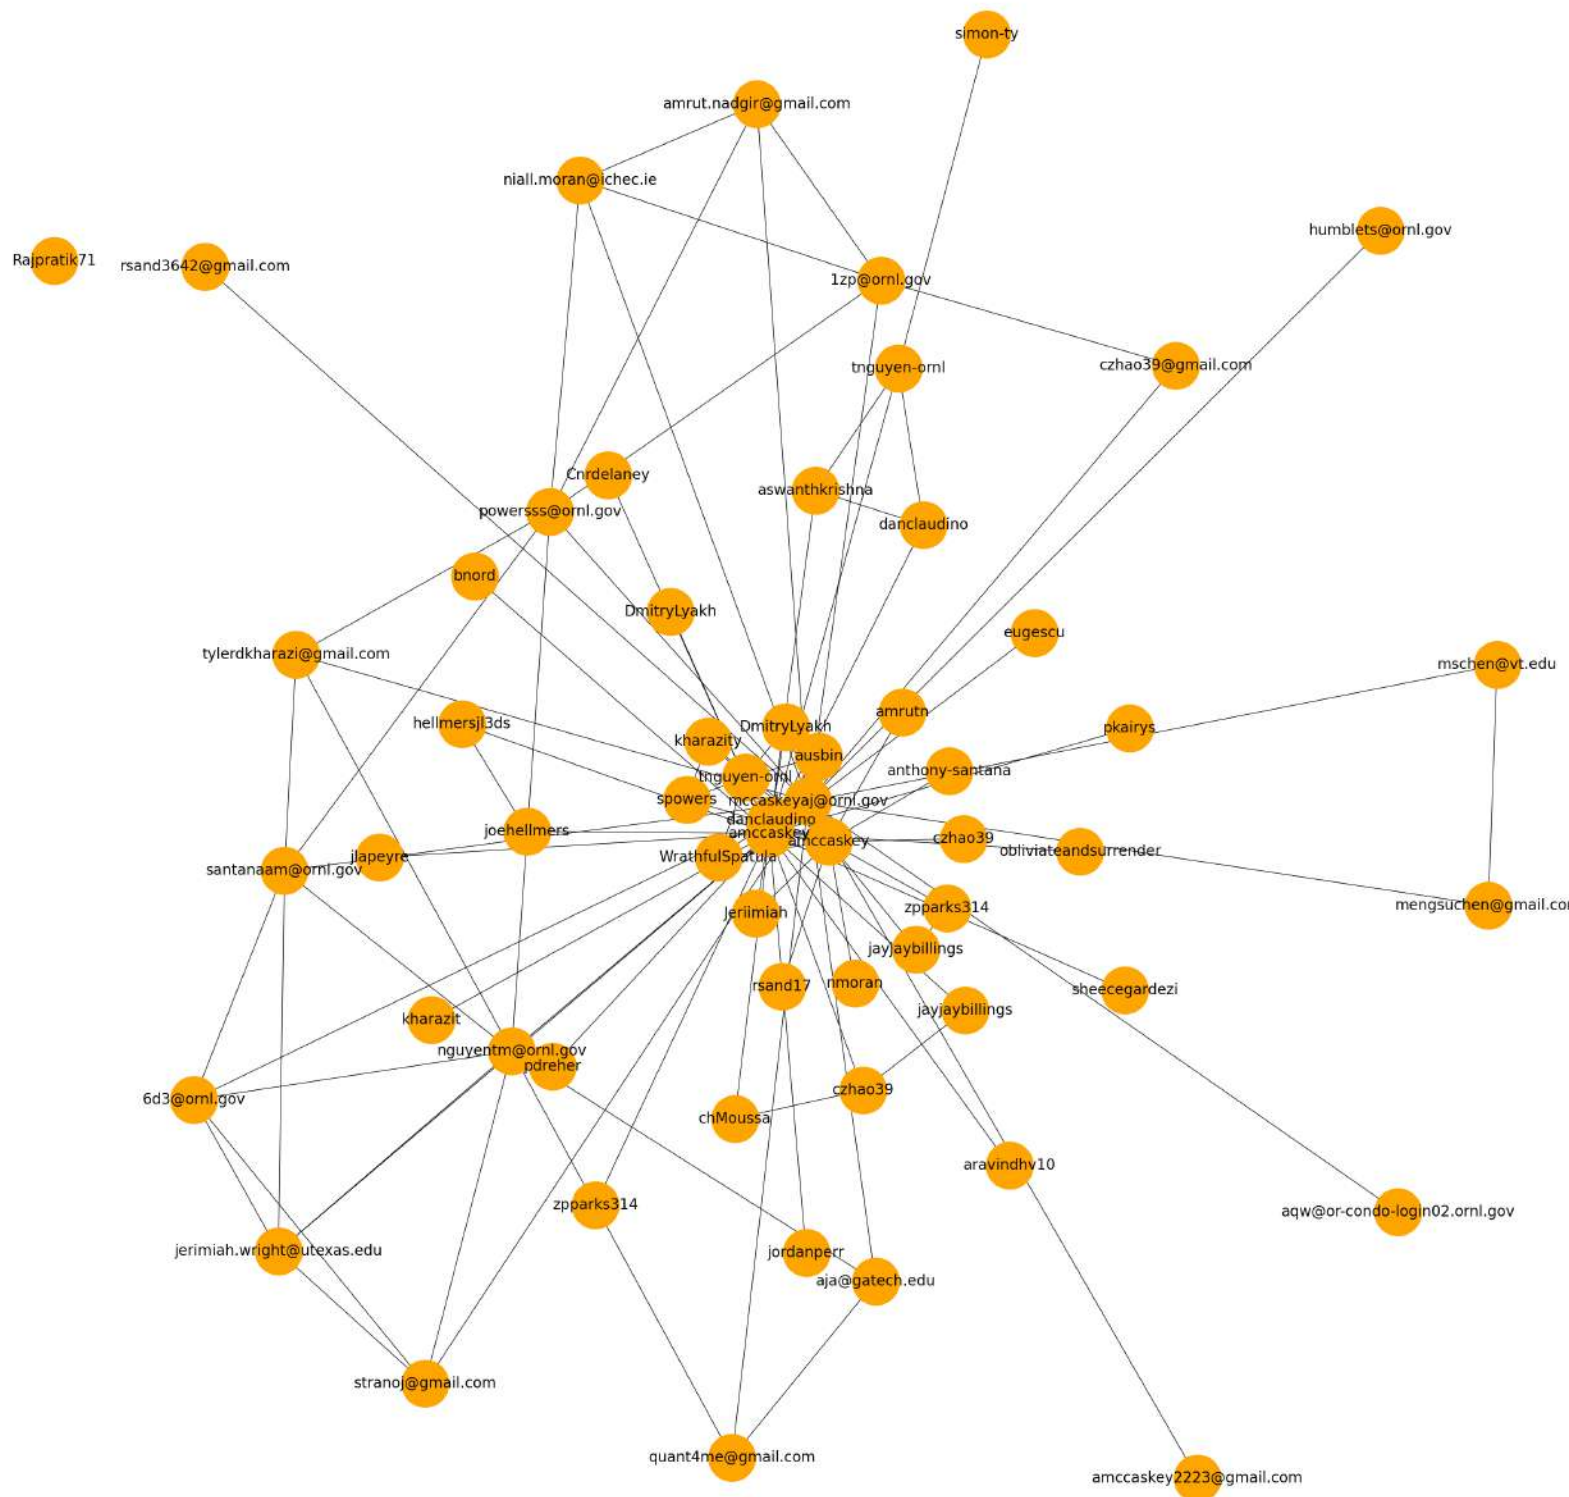 simon-ty
amrut.nadgir@gmail.com
niall.moran@ichec.ie
humblets@ornl.gov
Rajpratik71
rsand3642@gmail.com
1zp@ornl.gov
tnguyen-ornl
czhao39@gmail.com
Cnrdelaney
aswanthkrishna
powersss@ornl.gov
danclaudino
bnord
DmitryLyakh
eugescu
tylerdkharazi@gmail.com
mschen@vt.edu
amrutn
hellmersjl3ds
DmitryLyakh
pkairys
kharazity
ausbin
anthony-santana
tnguyen-ornl
spowers
mccaskeyaj@ornl.gov
danclaudino
joehellmers
amccaskey
amccaskey
czhao39
obliviateandsurrender
jlapeyre
WrathfulSpatula
santanaam@ornl.gov
mengsuchen@gmail.co
zpparks314
Jeriimiah
jayjaybillings
rsand17
nmoran
sheecegardezi
jayjaybillings
kharazit
nguyentm@ornl.gov
pdreher
czhao39
6d3@ornl.gov
chMoussa
aravindhv10
zpparks314
aqw@or-condo-login02.ornl.gov
jerimiah.wright@utexas.edu
jordanperr
aja@gatech.edu
stranoj@gmail.com
quant4me@gmail.com
amccaskey2223@gmail.com